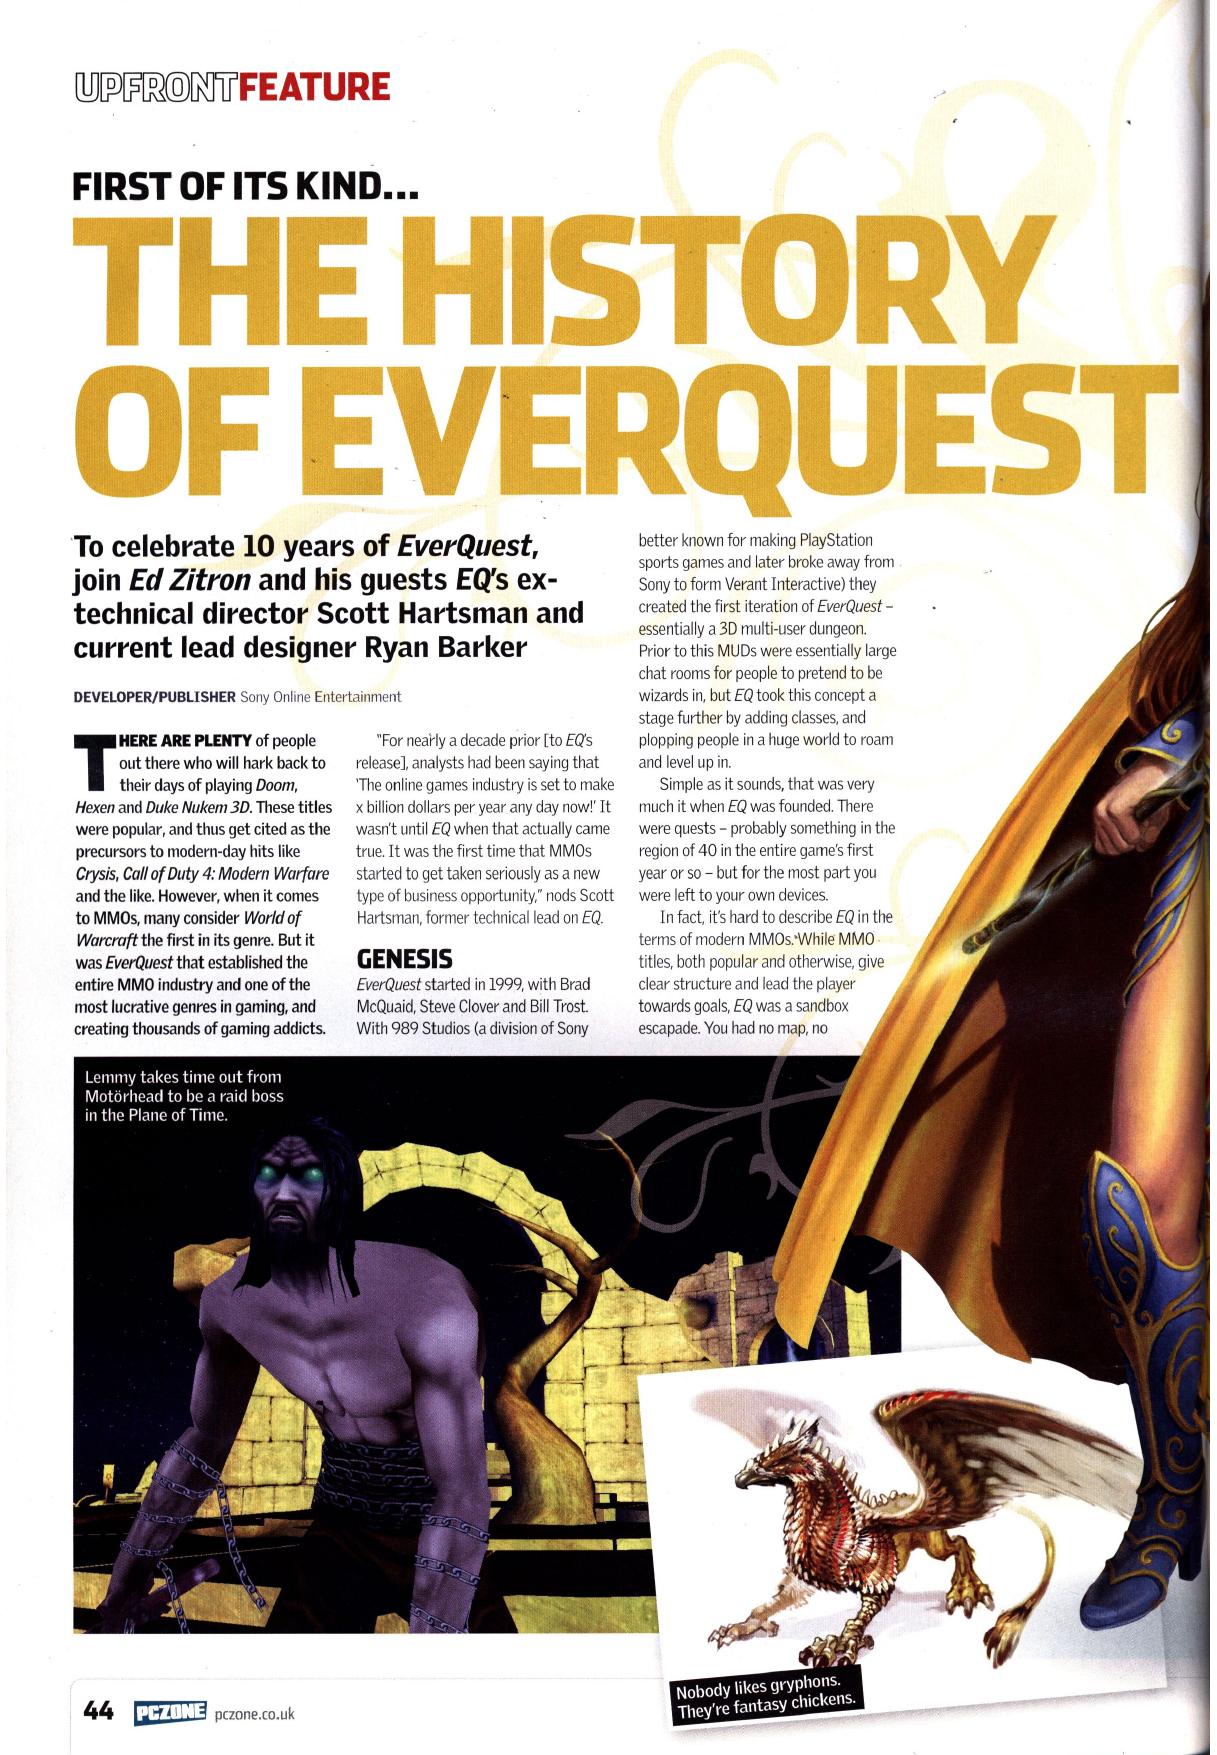 UPFRONTFEATURE
FIRST OF ITS KIND...
THE HISTORY
OF EVERQUEST
To celebrate 10 years of EverQuest,
join Ed Zitron and his guests EQ's ex-
technical director Scott Hartsman and
current lead designer Ryan Barker
DEVELOPER/PUBLISHER Sony Online Entertainment
THERE ARE PLENTY of people
out there who will hark back to
their days of playing Doom,
Hexen and Duke Nukem 3D. These titles
were popular, and thus get cited as the
precursors to modern-day hits like
Crysis, Call of Duty 4: Modern Warfare
and the like. However, when it comes
to MMOs, many consider World of
Warcraft the first in its genre. But it
was EverQuest that established the
entire MMO industry and one of the
most lucrative genres in gaming, and
creating thousands of gaming addicts.
"For nearly a decade prior [to EQ's
release], analysts had been saying that
'The online games industry is set to make
x billion dollars per year any day now!' It
wasn't until EQ when that actually came
true. It was the first time that MMOs
started to get taken seriously as a new
type of business opportunity," nods Scott
Hartsman, former technical lead on EQ.
GENESIS
EverQuest started in 1999, with Brad
McQuaid, Steve Clover and Bill Trost.
With 989 Studios (a division of Sony
better known for making PlayStation
sports games and later broke away from
Sony to form Verant Interactive) they
created the first iteration of EverQuest –
essentially a 3D multi-user dungeon.
Prior to this MUDs were essentially large
chat rooms for people to pretend to be
wizards in, but EQ took this concept a
stage further by adding classes, and
plopping people in a huge world to roam
and level up in.
Simple as it sounds, that was very
much it when EQ was founded. There
were quests – probably something in the
region of 40 in the entire game's first
year or so – but for the most part you
were left to your own devices.
In fact, it's hard to describe EQ in the
terms of modern MMOs. While MMO
titles, both popular and otherwise, give
clear structure and lead the player
towards goals, EQ was a sandbox
escapade. You had no map, no
Lemmy takes time out from
Motörhead to be a raid boss
in the Plane of Time.
Nobody likes gryphons.
They're fantasy chickens.
44 PCZONE pczone.co.uk